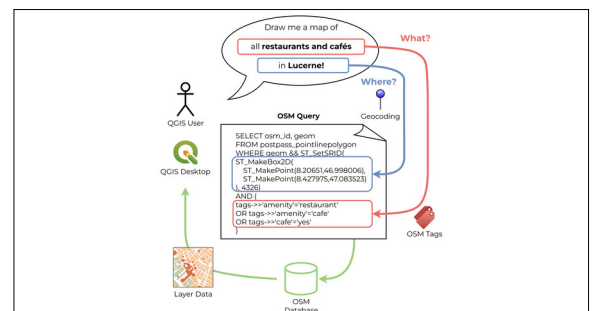 Draw me a map of
all restaurants and cafés
What?
in Lucerne!
Where?
OSM Query
Geocoding
QGIS User
SELECT osm_id, geom
FROM postpass_pointlinepolygon
WHERE geom && ST_SetSRID(
ST_MakeBox2D(
ST_MakePoint(8.20651,46.998006),
ST_MakePoint(8.427975,47.083523)
), 4326)
AND (
tags->>'amenity'='restaurant'
OR tags->>'amenity'='cafe'
OR tags->>'cafe'='yes'
)
QGIS Desktop
OSM Tags
Layer Data
OSM
Database